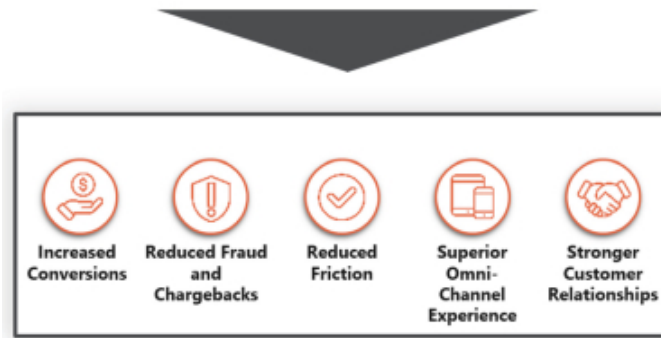 Increased
Conversions
Reduced Fraud
and
Chargebacks
Reduced
Friction
Superior
Omni-
Channel
Experience
Stronger
Customer
Relationships